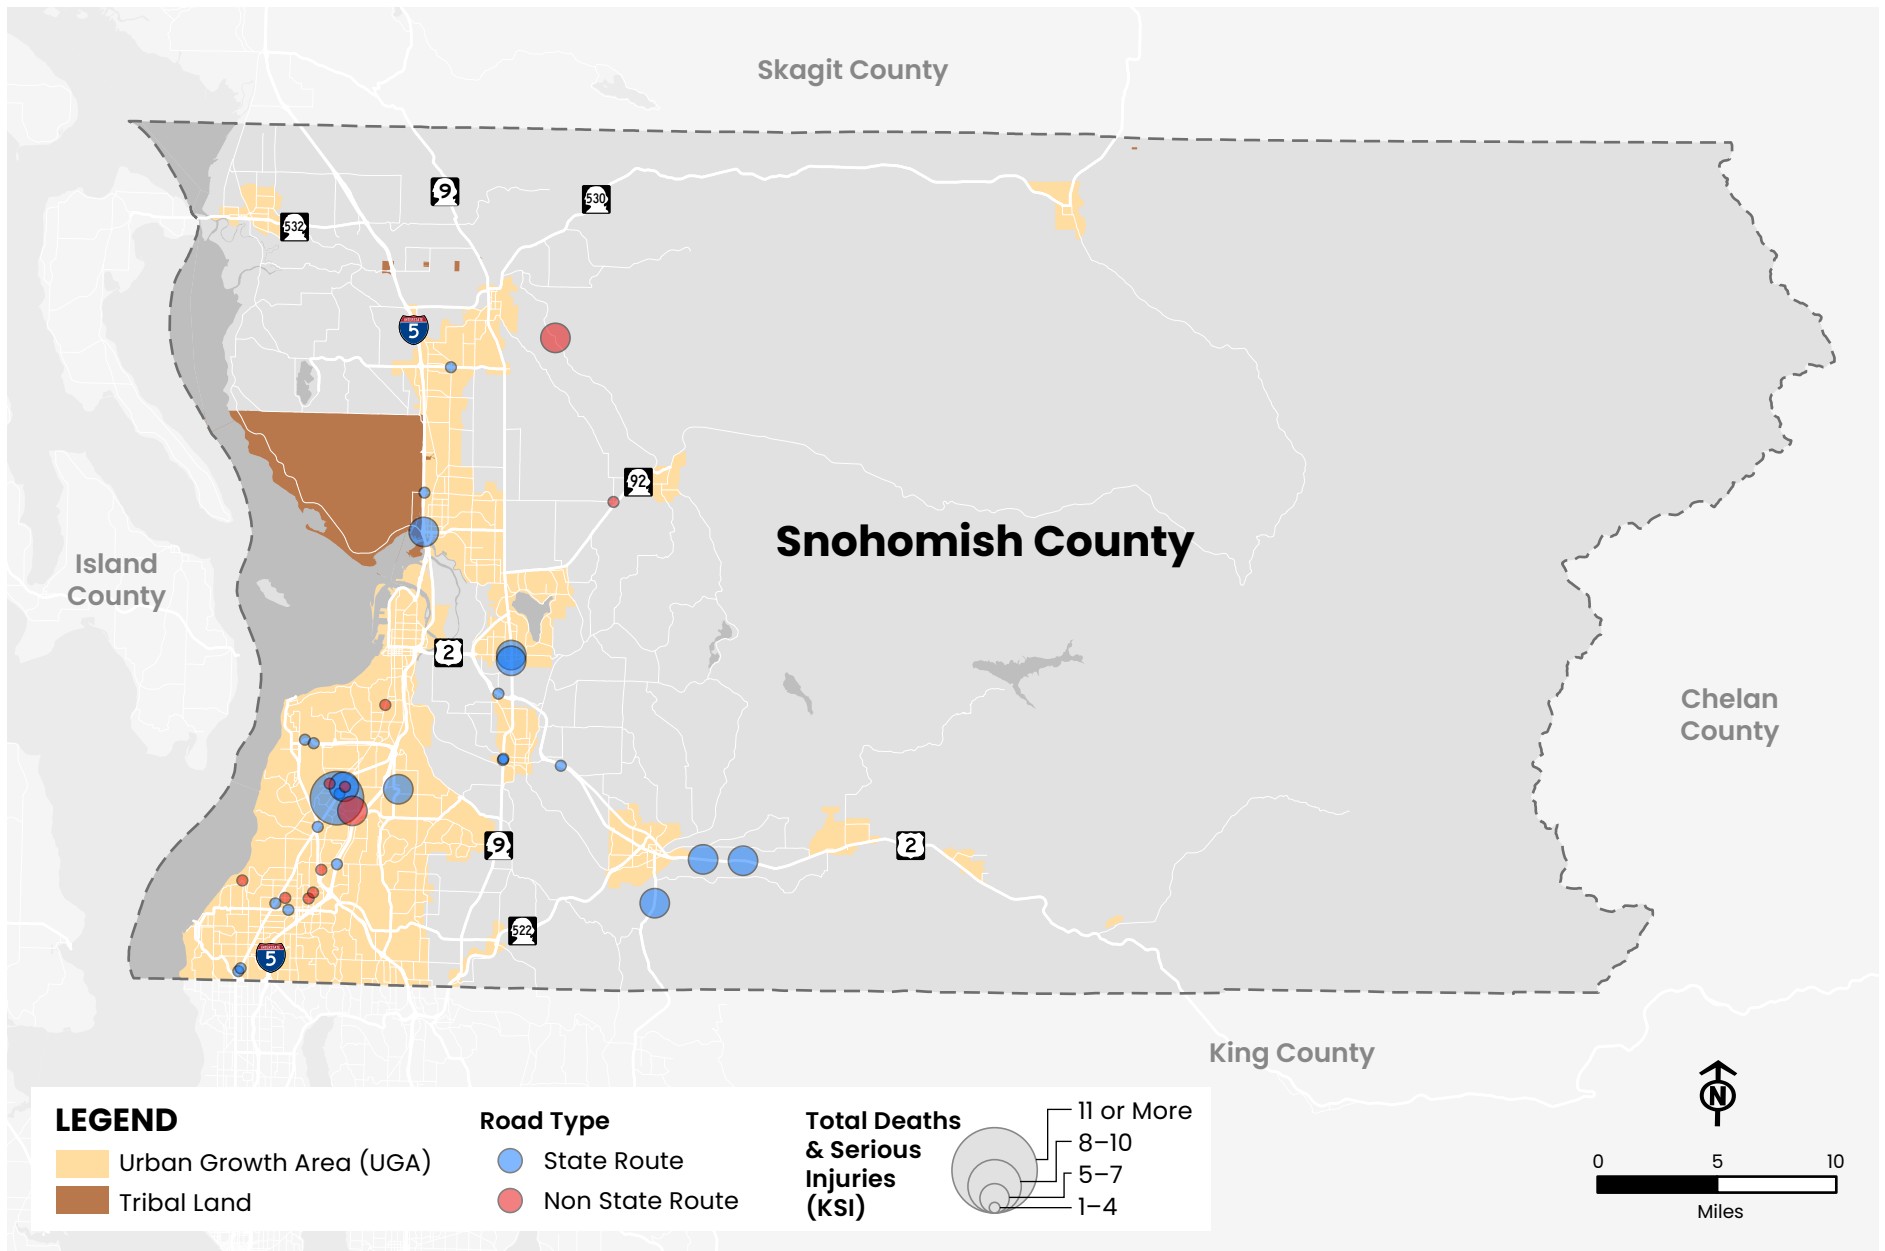 Skagit County
9
530
532
5
92
Snohomish County
Island
County
2
Chelan
County
9
2
522
5
King County
N
LEGEND
Urban Growth Area (UGA)
Tribal Land
Road Type
State Route
Non State Route
Total Deaths
& Serious
Injuries
(KSI)
11 or More
8–10
5–7
1–4
0 5 10
Miles